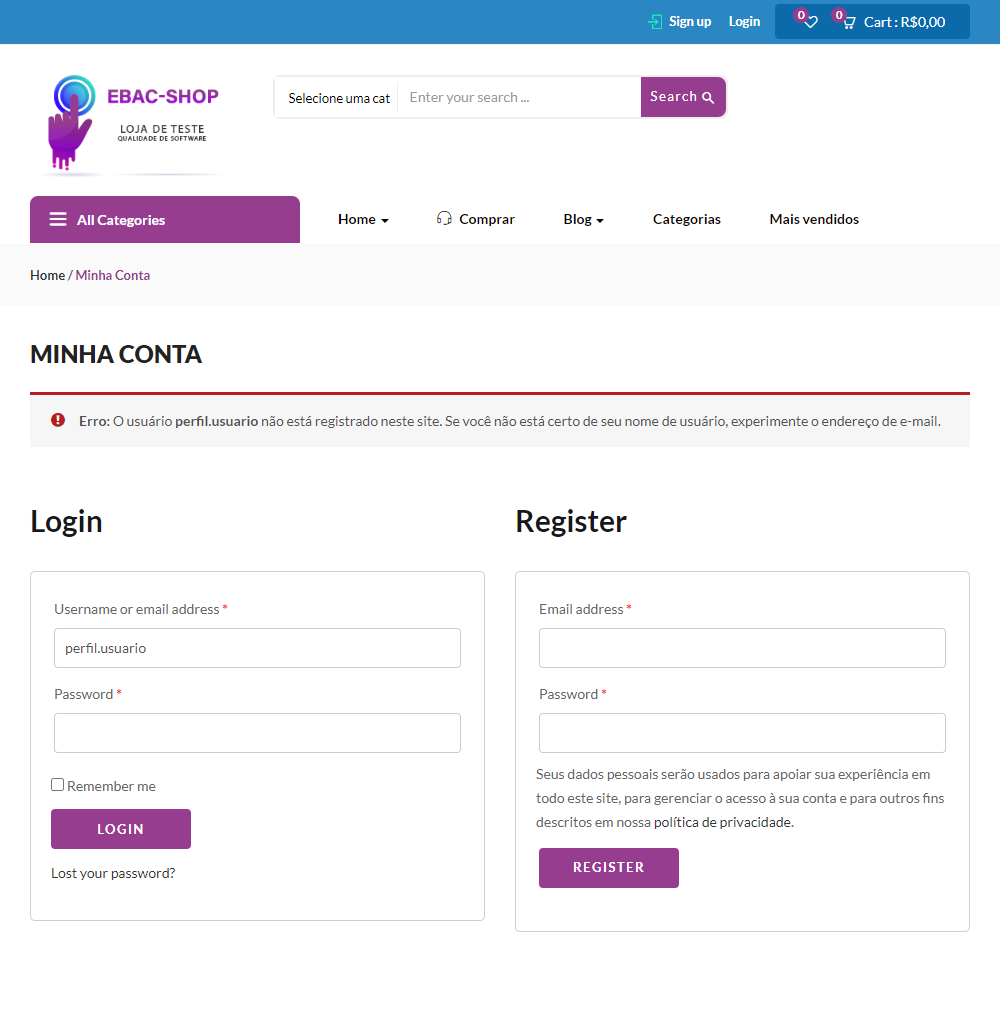 Sign up Login 0 0 Cart : R$0,00
EBAC-SHOP
LOJA DE TESTE
QUALIDADE DE SOFTWARE
Selecione uma cat Enter your search ... Search
All Categories Home Comprar Blog Categorias Mais vendidos
Home / Minha Conta
MINHA CONTA
Erro: O usuário perfil.usuario não está registrado neste site. Se você não está certo de seu nome de usuário, experimente o endereço de e-mail.
Login
Username or email address *
perfil.usuario
Password *
Remember me
LOGIN
Lost your password?
Register
Email address *
Password *
Seus dados pessoais serão usados para apoiar sua experiência em
todo este site, para gerenciar o acesso à sua conta e para outros fins
descritos em nossa política de privacidade.
REGISTER